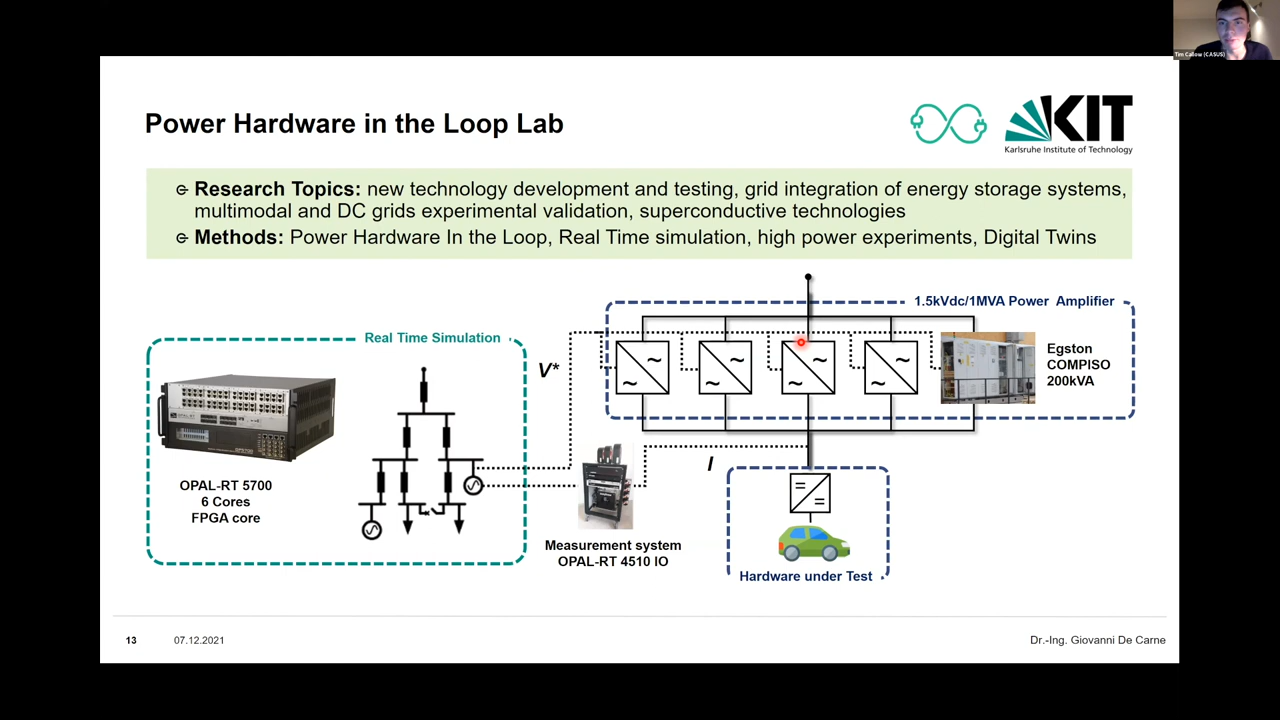 Tim Callow (CASUS)
Power Hardware in the Loop Lab
KIT
Karlsruhe Institute of Technology
Research Topics: new technology development and testing, grid integration of energy storage systems,
multimodal and DC grids experimental validation, superconductive technologies
Methods: Power Hardware In the Loop, Real Time simulation, high power experiments, Digital Twins
1.5kVdc/1MVA Power Amplifier
Real Time Simulation
V*
Egston
COMPISO
200kVA
I
OPAL-RT 5700
6 Cores
FPGA core
Measurement system
OPAL-RT 4510 IO
Hardware under Test
13
07.12.2021
Dr.-Ing. Giovanni De Carne